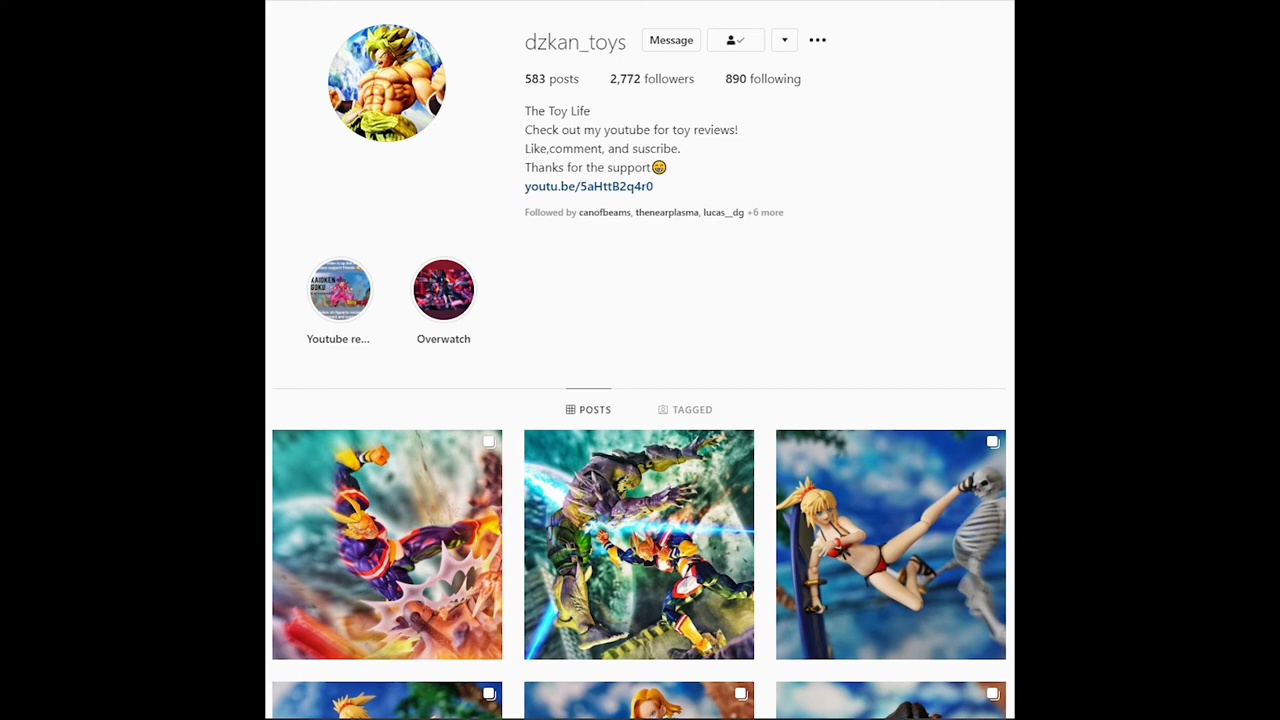 dzkan_toys
Message
583 posts
2,772 followers
890 following
The Toy Life
Check out my youtube for toy reviews!
Like,comment, and suscribe.
Thanks for the support😁
youtu.be/5aHttB2q4r0
Followed by canofbeams, thenearplasma, lucas__dg +6 more
KAIOKEN
GOKU
Youtube re...
Overwatch
POSTS
TAGGED